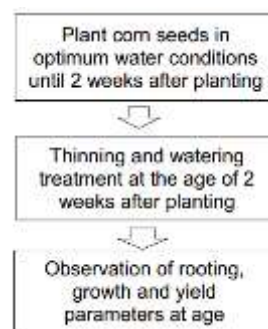 Plant corn seeds in
optimum water conditions
until 2 weeks after planting
Thinning and watering
treatment at the age of 2
weeks after planting
Observation of rooting,
growth and yield
parameters at age